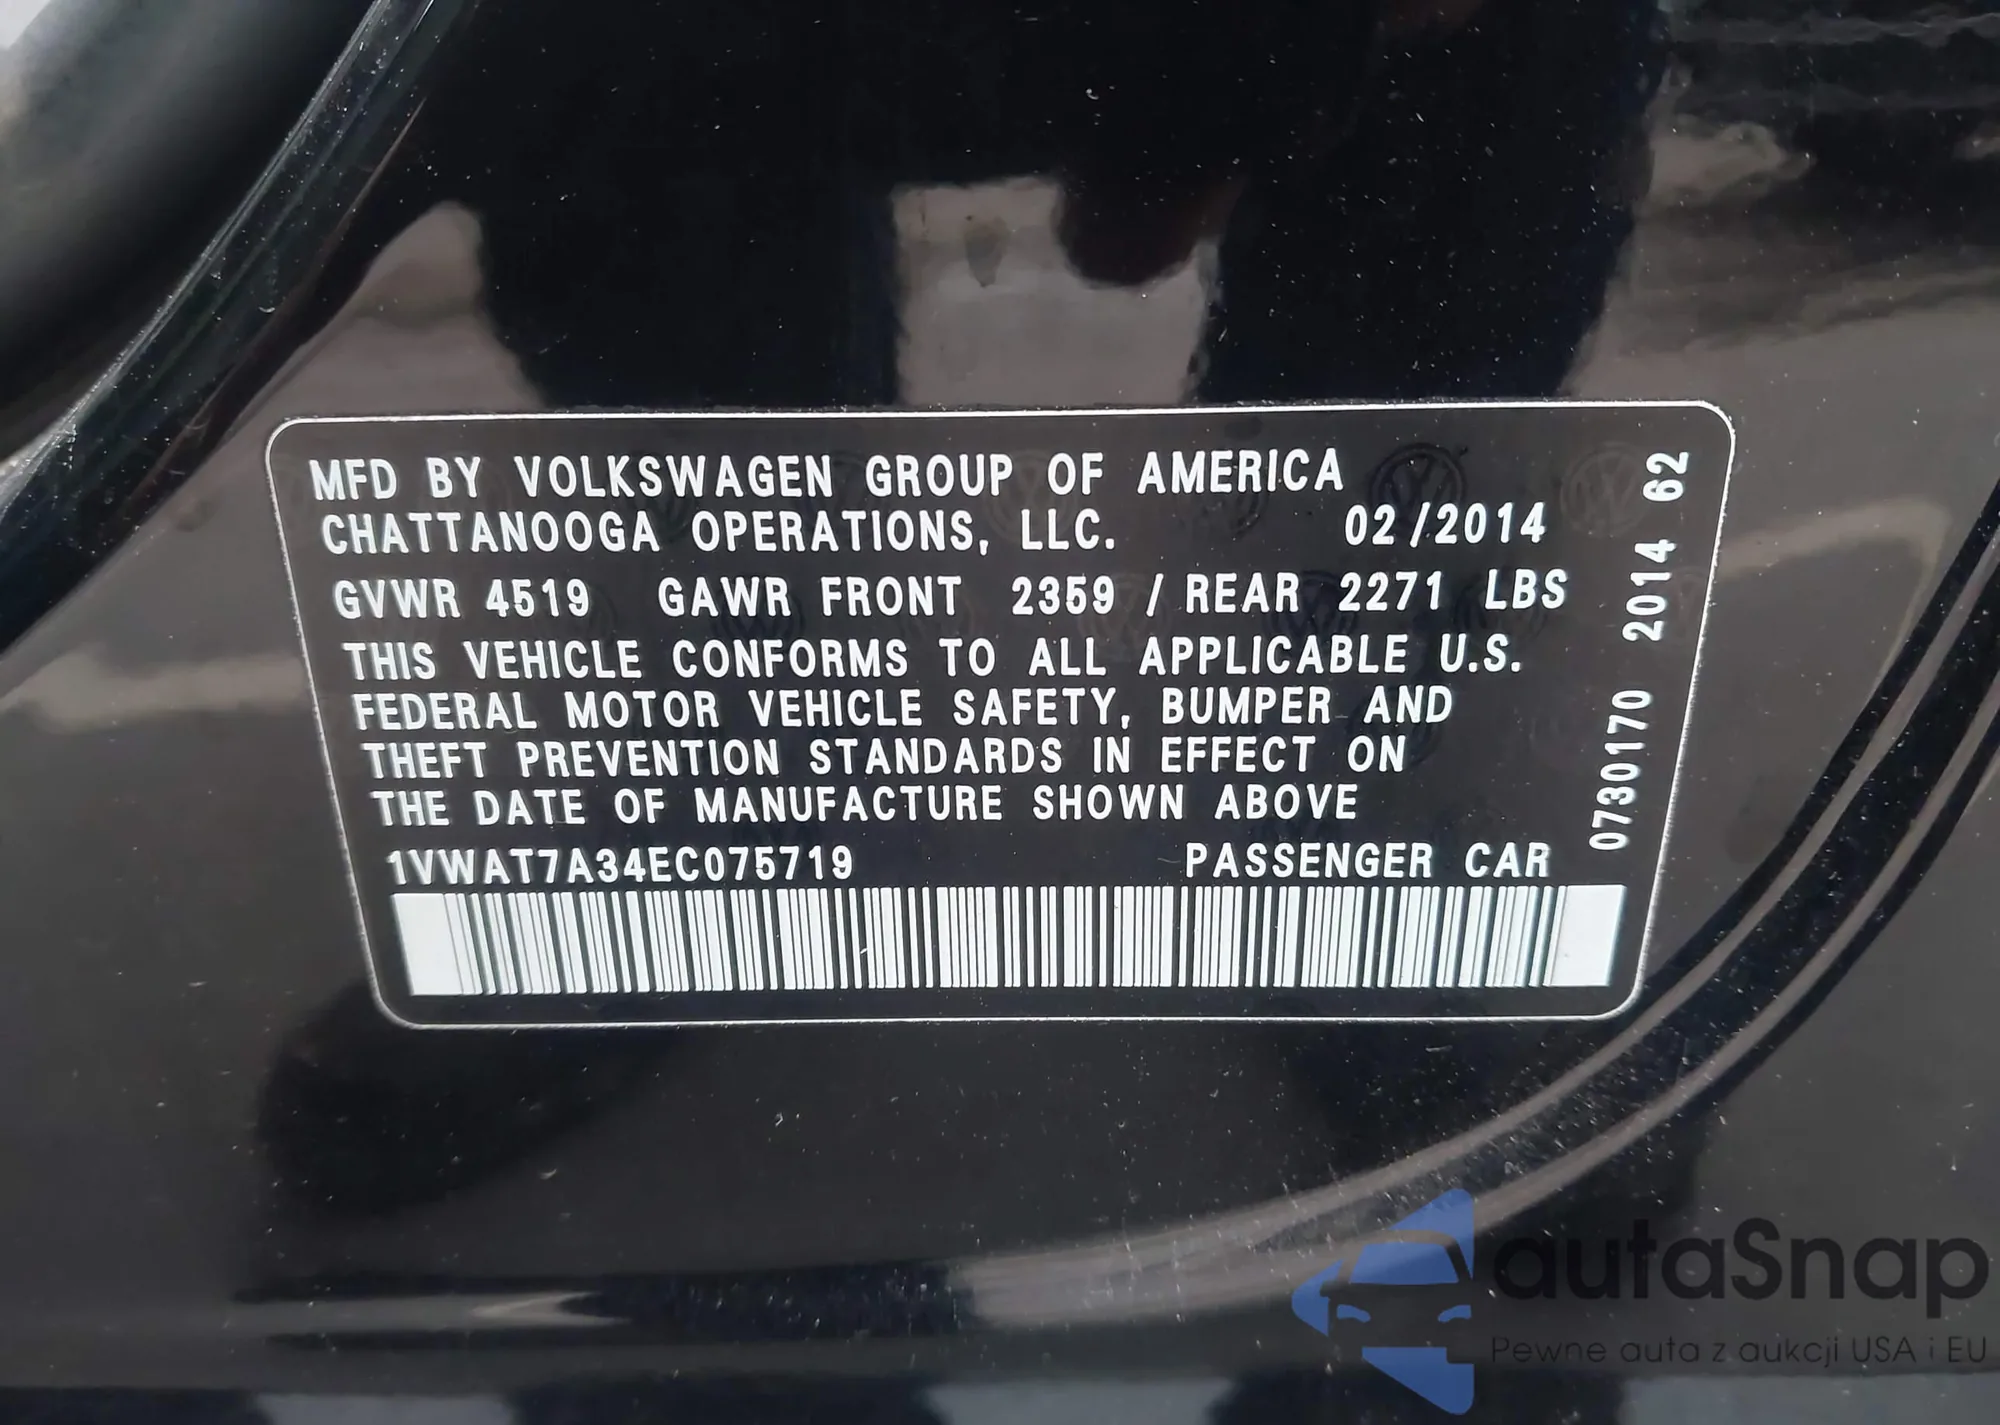 MFD BY VOLKSWAGEN GROUP OF AMERICA
CHATTANOOGA OPERATIONS, LLC. 02/2014
GVWR 4519 GAWR FRONT 2359 / REAR 2271 LBS
THIS VEHICLE CONFORMS TO ALL APPLICABLE U.S.
FEDERAL MOTOR VEHICLE SAFETY, BUMPER AND
THEFT PREVENTION STANDARDS IN EFFECT ON
THE DATE OF MANUFACTURE SHOWN ABOVE
1VWAT7A34EC075719 PASSENGER CAR
0730170 2014 62
autaSnap
Pewne auta z aukcji USA i EU